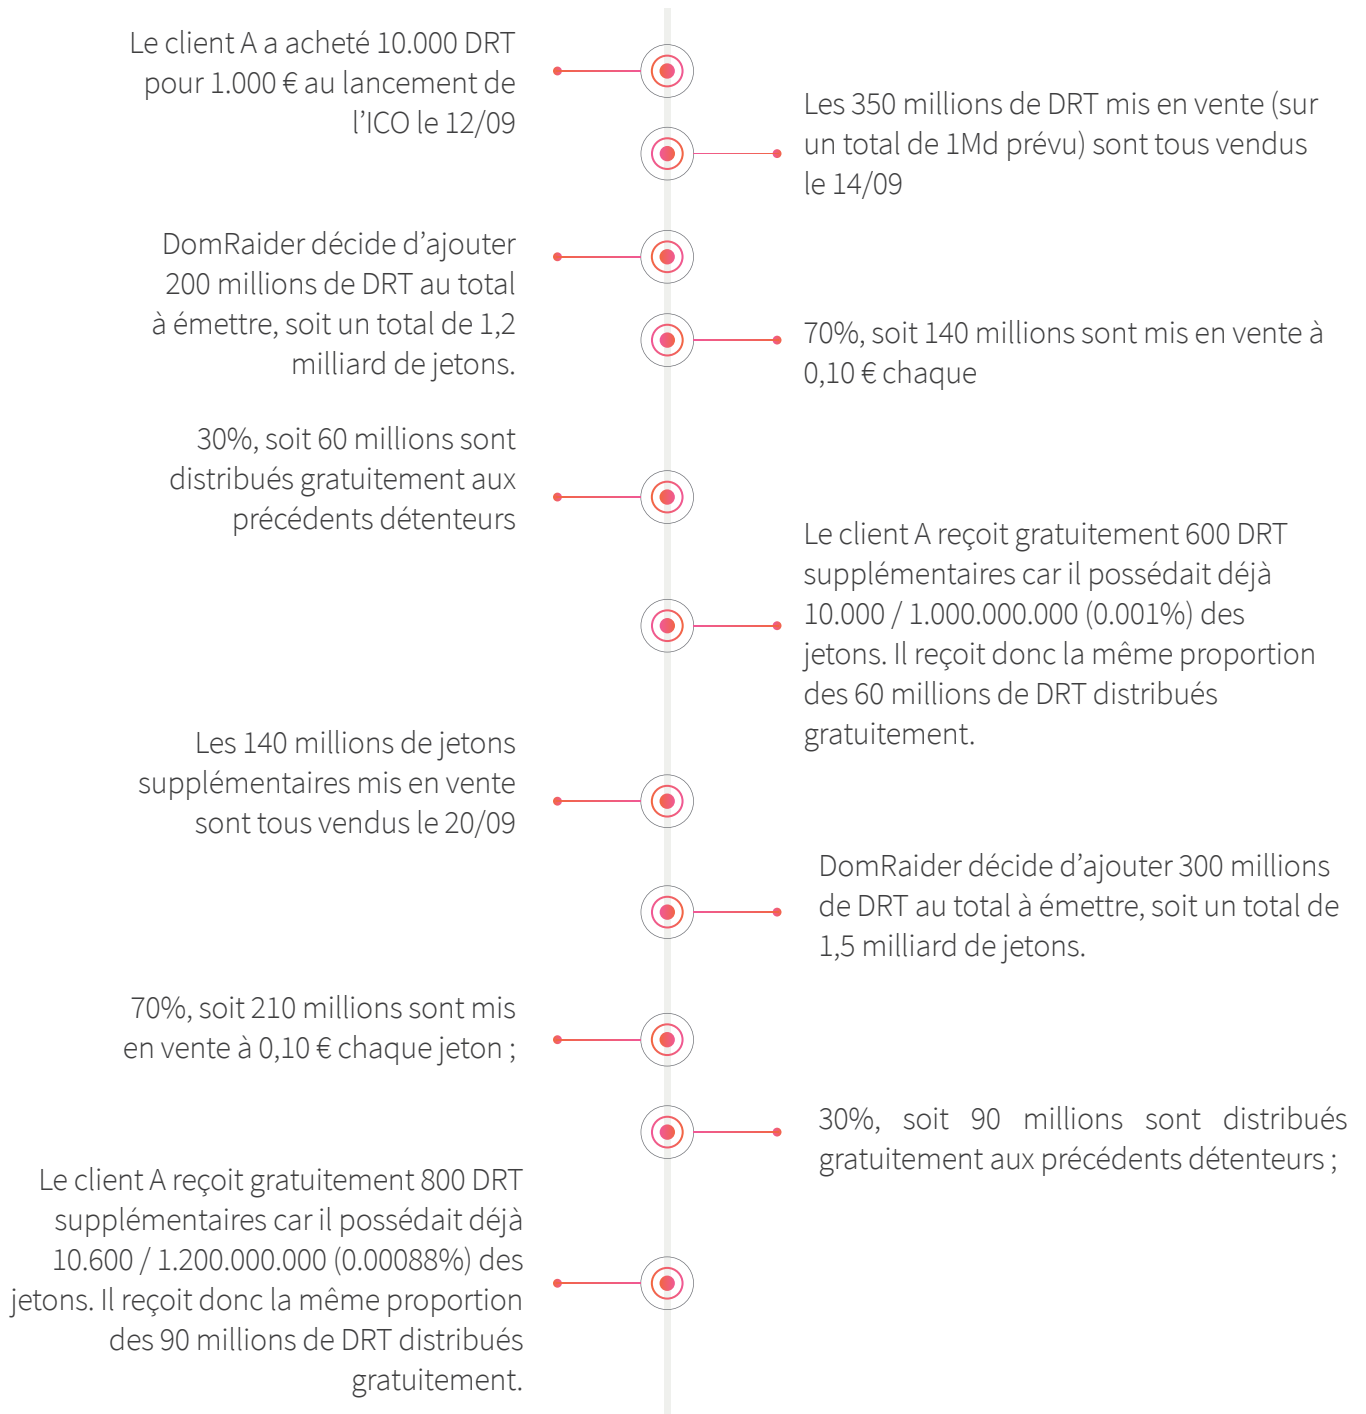 Le client A a acheté 10.000 DRT
pour 1.000 € au lancement de
l’ICO le 12/09
Les 350 millions de DRT mis en vente (sur
un total de 1Md prévu) sont tous vendus
le 14/09
DomRaider décide d’ajouter
200 millions de DRT au total
à émettre, soit un total de 1,2
milliard de jetons.
70%, soit 140 millions sont mis en vente à
0,10 € chaque
30%, soit 60 millions sont
distribués gratuitement aux
précédents détenteurs
Le client A reçoit gratuitement 600 DRT
supplémentaires car il possédait déjà
10.000 / 1.000.000.000 (0.001%) des
jetons. Il reçoit donc la même proportion
des 60 millions de DRT distribués
gratuitement.
Les 140 millions de jetons
supplémentaires mis en vente
sont tous vendus le 20/09
DomRaider décide d’ajouter 300 millions
de DRT au total à émettre, soit un total de
1,5 milliard de jetons.
70%, soit 210 millions sont mis
en vente à 0,10 € chaque jeton ;
30%, soit 90 millions sont distribués
gratuitement aux précédents détenteurs ;
Le client A reçoit gratuitement 800 DRT
supplémentaires car il possédait déjà
10.600 / 1.200.000.000 (0.00088%) des
jetons. Il reçoit donc la même proportion
des 90 millions de DRT distribués
gratuitement.